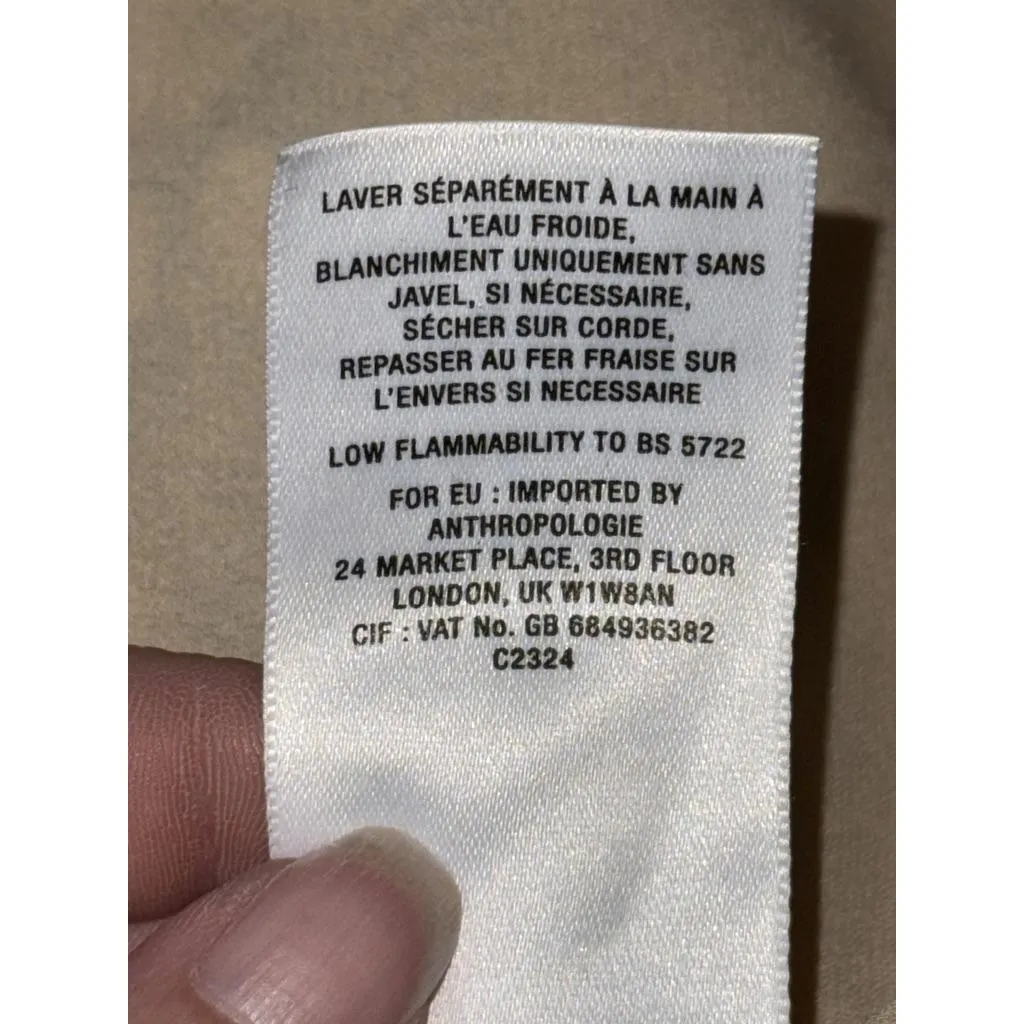 LAVER SÉPARÉMENT À LA MAIN À
L'EAU FROIDE,
BLANCHIMENT UNIQUEMENT SANS
JAVEL, SI NÉCESSAIRE,
SÉCHER SUR CORDE,
REPASSER AU FER FRAISE SUR
L'ENVERS SI NECESSAIRE
LOW FLAMMABILITY TO BS 5722
FOR EU : IMPORTED BY
ANTHROPOLOGIE
24 MARKET PLACE, 3RD FLOOR
LONDON, UK W1W8AN
CIF : VAT No. GB 684936382
C2324